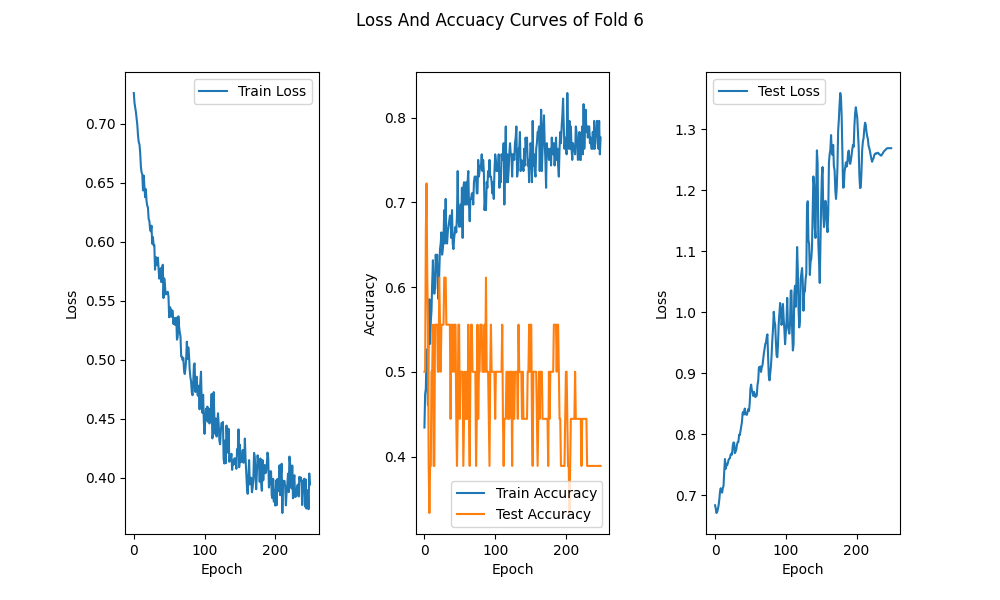 Loss And Accuacy Curves of Fold 6
Train Loss
0.70
0.65
0.60
0.55
0.50
0.45
0.40
Loss
0 100 200
Epoch
0.8
0.7
0.6
0.5
0.4
Accuracy
Train Accuracy
Test Accuracy
0 100 200
Epoch
Test Loss
1.3
1.2
1.1
1.0
0.9
0.8
0.7
Loss
0 100 200
Epoch